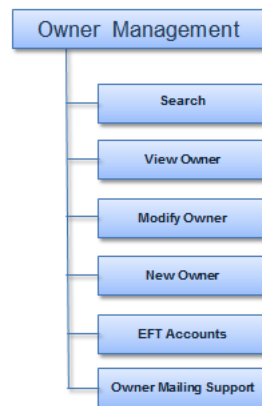 Owner Management
Search
View Owner
Modify Owner
New Owner
EFT Accounts
Owner Mailing Support